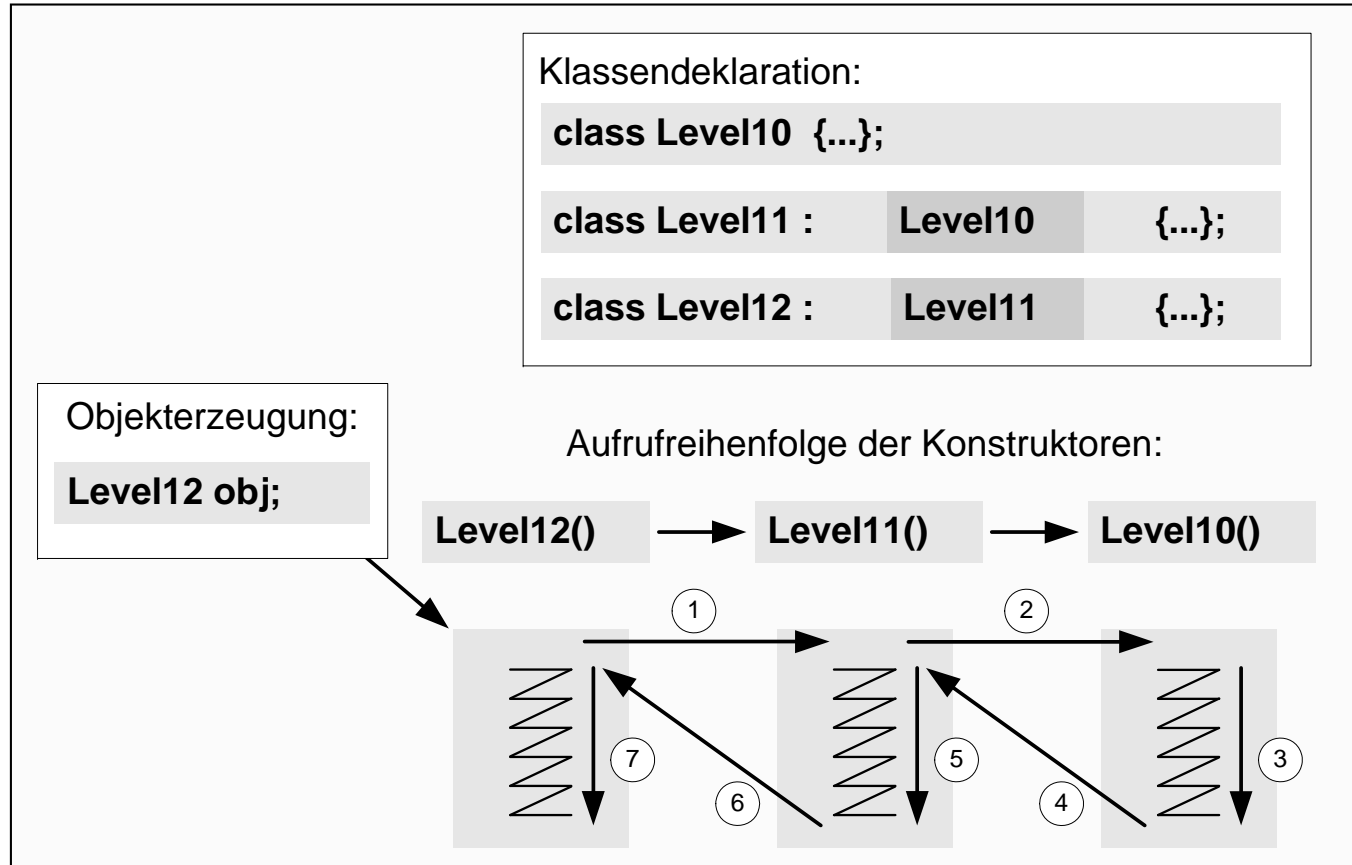 Klassendeklaration:
class Level10 {...};
class Level11 : Level10 {...};
class Level12 : Level11 {...};
Objekterzeugung:
Level12 obj;
Aufrufreihenfolge der Konstruktoren:
Level12() Level11() Level10()
1 2
7 5 3
6 4